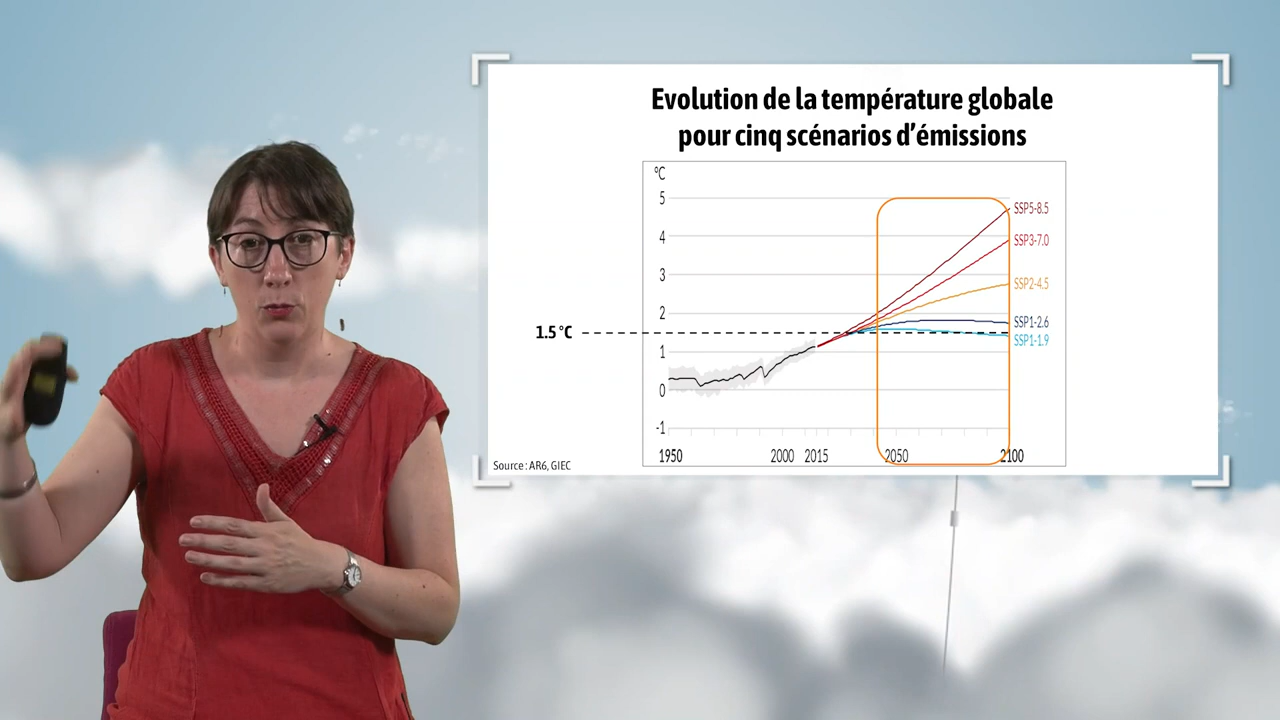 Evolution de la température globale
pour cinq scénarios d'émissions
°C
5
4
3
2
1
0
-1
1.5 °C
SSP5-8.5
SSP3-7.0
SSP2-4.5
SSP1-2.6
SSP1-1.9
1950 2000 2015 2050 2100
Source : AR6, GIEC